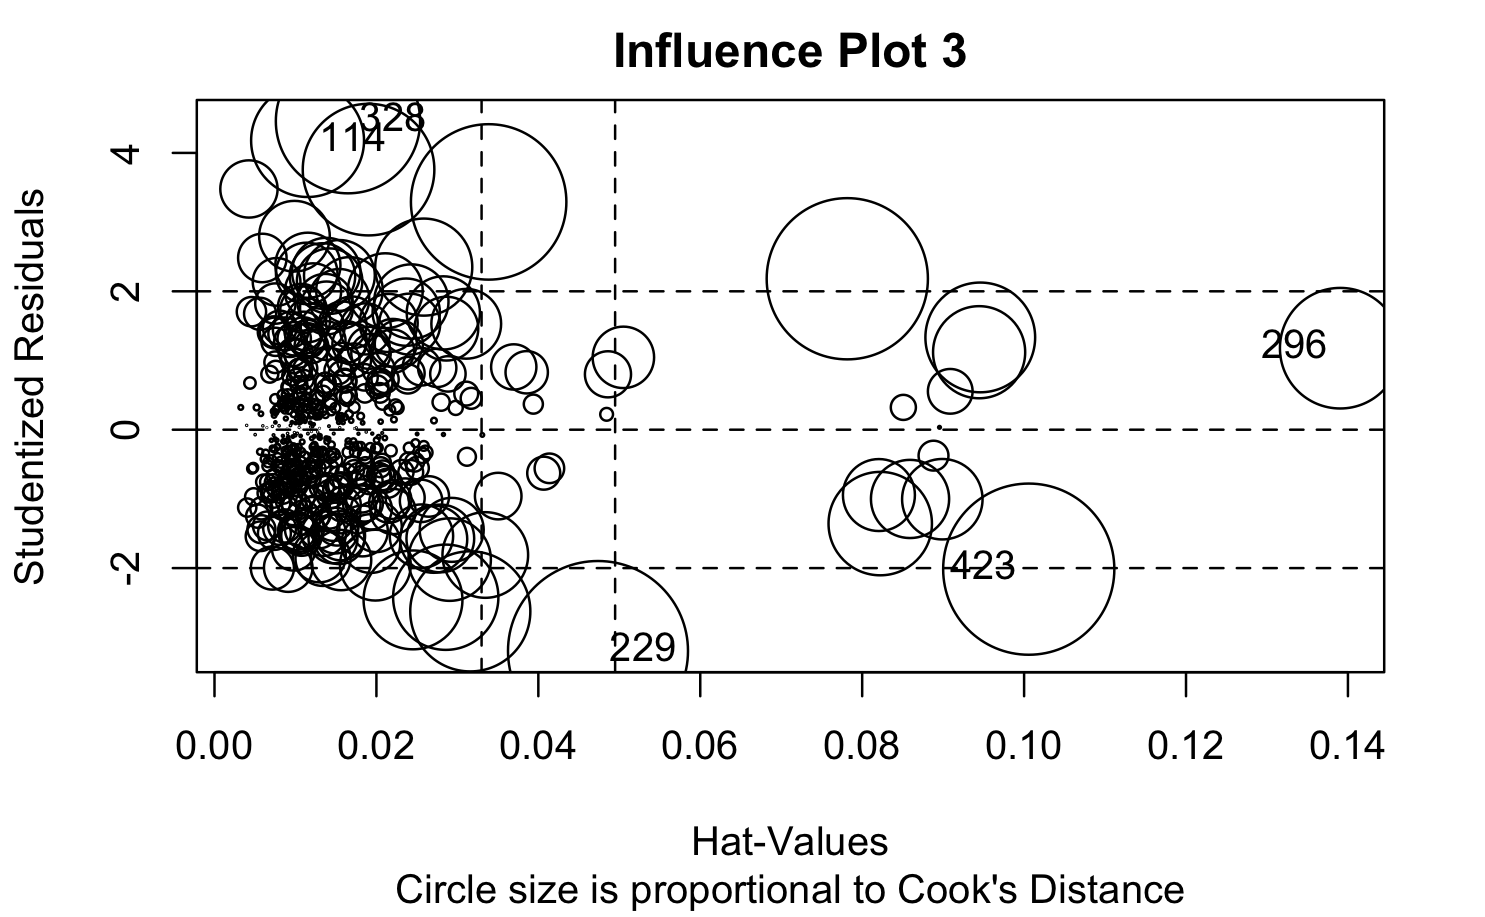 Influence Plot 3
Studentized Residuals
4
2
0
-2
328
114
296
423
229
0.00 0.02 0.04 0.06 0.08 0.10 0.12 0.14
Hat-Values
Circle size is proportional to Cook's Distance